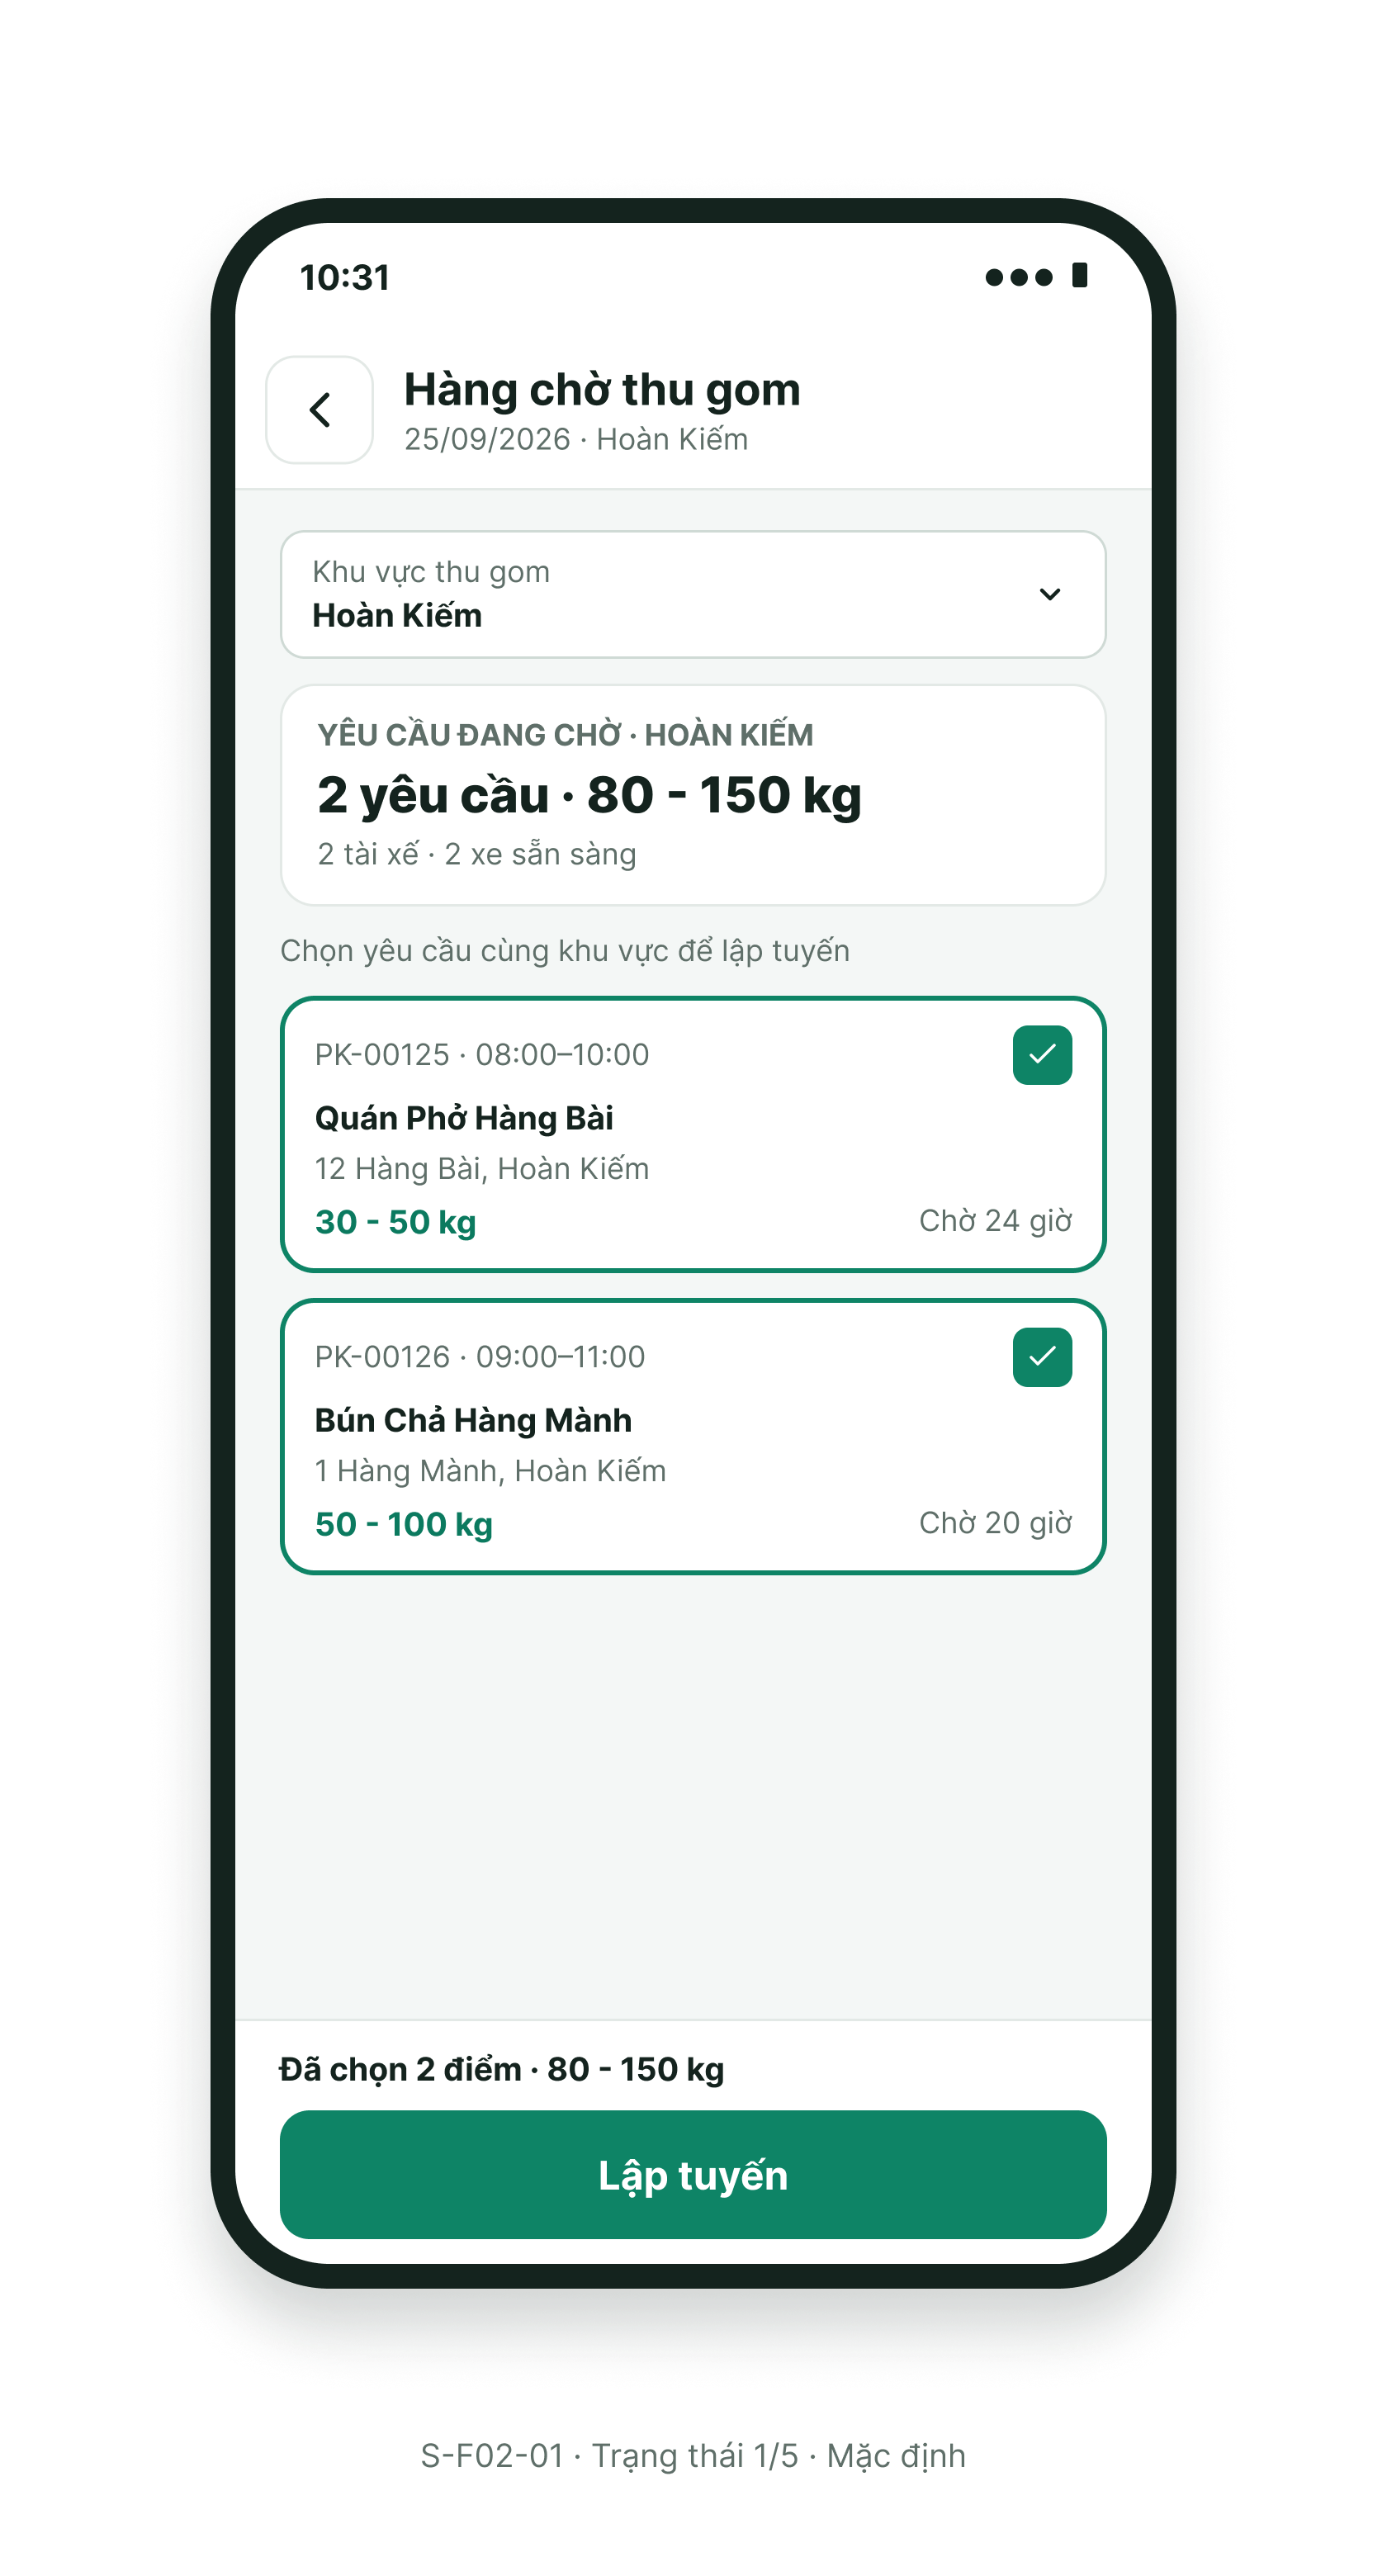 10:31
Hàng chờ thu gom
25/09/2026 · Hoàn Kiếm
Khu vực thu gom
Hoàn Kiếm
YÊU CẦU ĐANG CHỜ · HOÀN KIẾM
2 yêu cầu · 80 - 150 kg
2 tài xế · 2 xe sẵn sàng
Chọn yêu cầu cùng khu vực để lập tuyến
PK-00125 · 08:00–10:00
Quán Phở Hàng Bài
12 Hàng Bài, Hoàn Kiếm
30 - 50 kg
Chờ 24 giờ
PK-00126 · 09:00–11:00
Bún Chả Hàng Mành
1 Hàng Mành, Hoàn Kiếm
50 - 100 kg
Chờ 20 giờ
Đã chọn 2 điểm · 80 - 150 kg
Lập tuyến
S-F02-01 · Trạng thái 1/5 · Mặc định